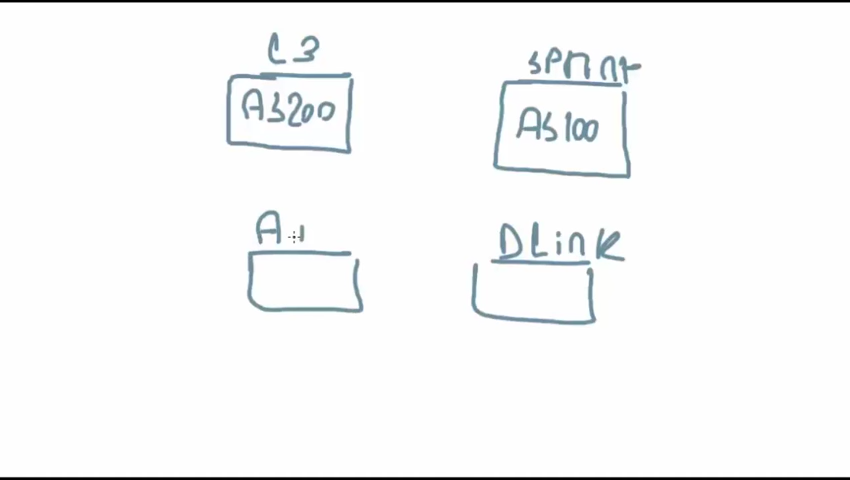 L3
SPrint
AS200
AS100
A
DLinK